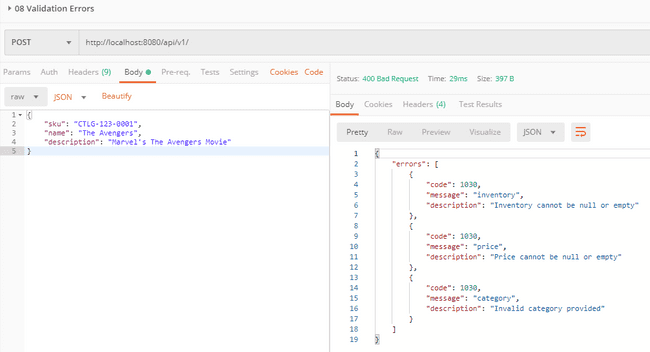 08 Validation Errors
POST
http://localhost:8080/api/v1/
Params Auth Headers (9) Body Pre-req. Tests Settings Cookies Code
raw JSON Beautify
1 {
2 "sku": "CTLG-123-0001",
3 "name": "The Avengers",
4 "description": "Marvel's The Avengers Movie"
5 }
Status: 400 Bad Request Time: 29ms Size: 397 B
Body Cookies Headers (4) Test Results
Pretty Raw Preview Visualize JSON
1 {
2 "errors": [
3 {
4 "code": 1030,
5 "message": "inventory",
6 "description": "Inventory cannot be null or empty"
7 },
8 {
9 "code": 1030,
10 "message": "price",
11 "description": "Price cannot be null or empty"
12 },
13 {
14 "code": 1030,
15 "message": "category",
16 "description": "Invalid category provided"
17 }
18 ]
19 }